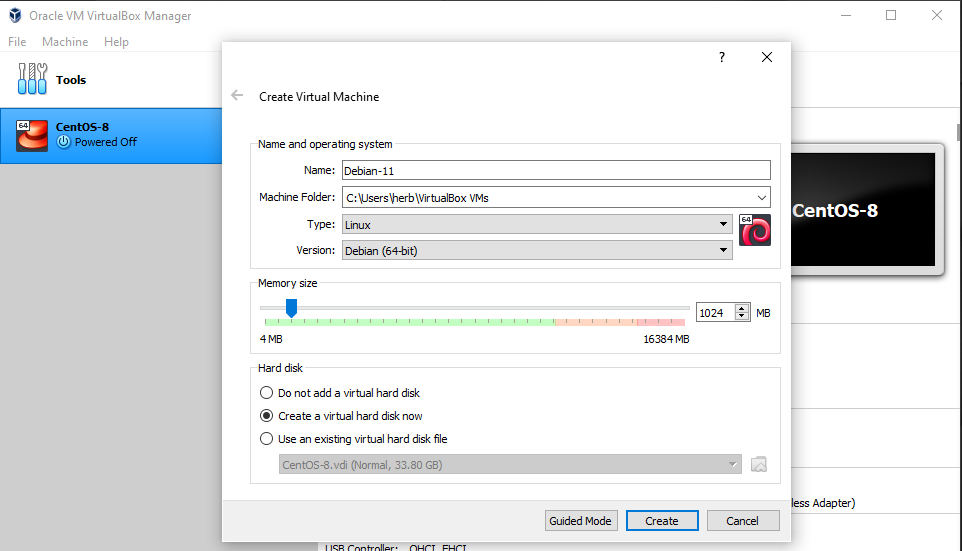 Oracle VM VirtualBox Manager
File Machine Help
Tools
64
CentOS-8
Powered Off
?
Create Virtual Machine
Name and operating system
Name: Debian-11
Machine Folder: C:\Users\herb\VirtualBox VMs
Type: Linux
64
Version: Debian (64-bit)
Memory size
1024 MB
4 MB 16384 MB
Hard disk
Do not add a virtual hard disk
Create a virtual hard disk now
Use an existing virtual hard disk file
CentOS-8.vdi (Normal, 33.80 GB)
Guided Mode Create Cancel
CentOS-8
less Adapter)
USB Controller: OHCI, EHCI